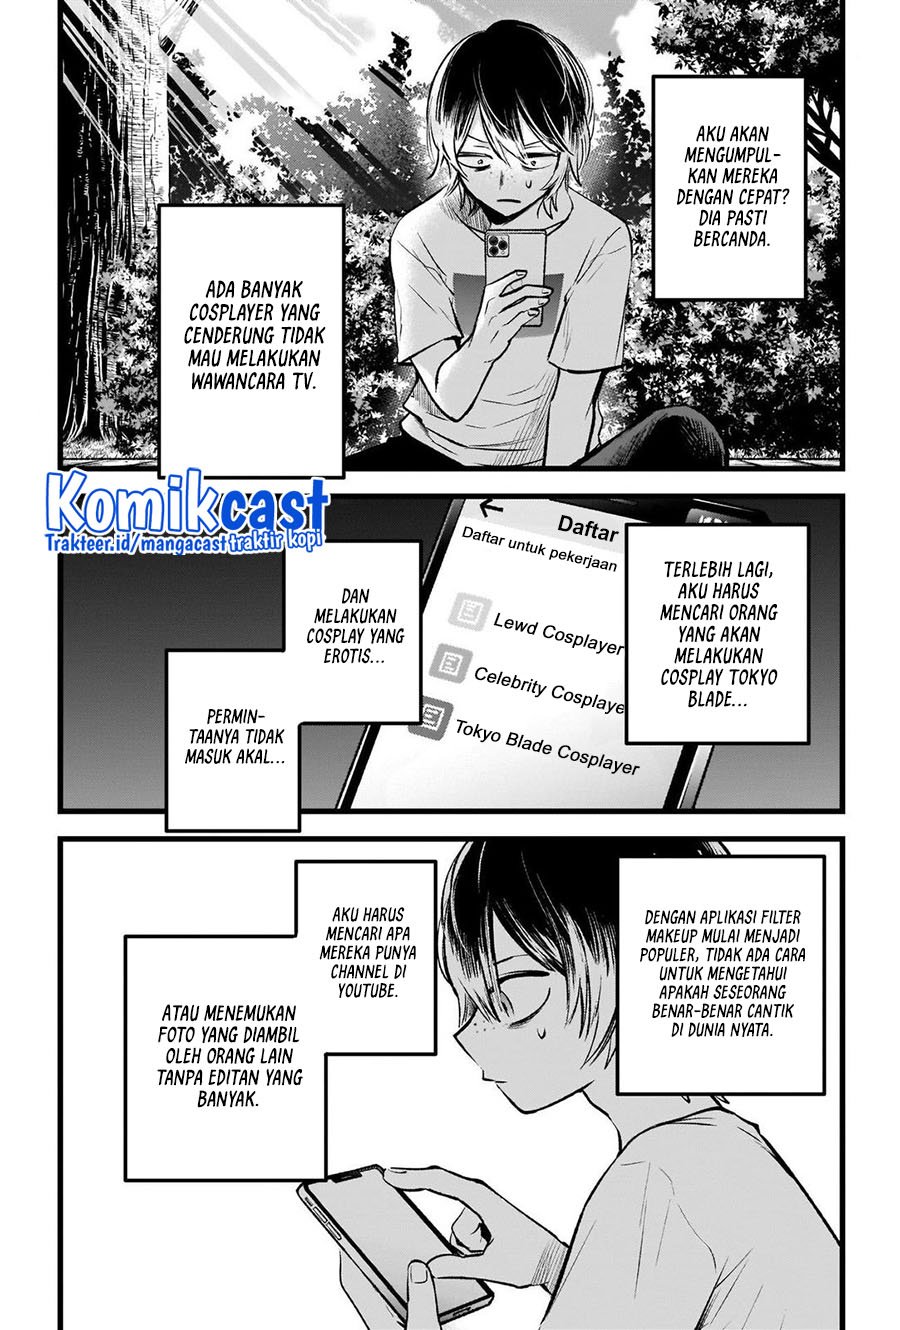 AKU AKAN
MENGUMPUL-
KAN MEREKA
DENGAN CEPAT?
DIA PASTI
BERCANDA.
ADA BANYAK
COSPLAYER YANG
CENDERUNG TIDAK
MAU MELAKUKAN
WAWANCARA TV.
Komikcast
Trakteer.id/mangacast traktir kopi
TERLEBIH LAGI,
AKU HARUS
MENCARI ORANG
YANG AKAN
MELAKUKAN
COSPLAY TOKYO
BLADE...
Daftar
Daftar untuk pekerjaan
Lewd Cosplayer
Celebrity Cosplaye
Tokyo Blade Cosplayer
DAN
MELAKUKAN
COSPLAY YANG
EROTIS...
PERMIN-
TAANYA TIDAK
MASUK AKAL...
DENGAN APLIKASI FILTER
MAKEUP MULAI MENJADI
POPULER, TIDAK ADA CARA
UNTUK MENGETAHUI
APAKAH SESEORANG
BENAR-BENAR CANTIK
DI DUNIA NYATA.
AKU HARUS
MENCARI APA
MEREKA PUNYA
CHANNEL DI
YOUTUBE.
ATAU MENEMUKAN
FOTO YANG DIAMBIL
OLEH ORANG LAIN
TANPA EDITAN YANG
BANYAK.